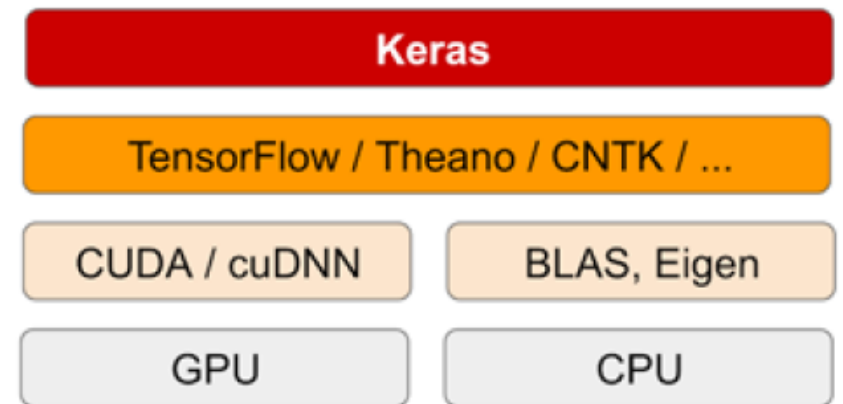 Keras
TensorFlow / Theano / CNTK / ...
CUDA / cuDNN
BLAS, Eigen
GPU
CPU